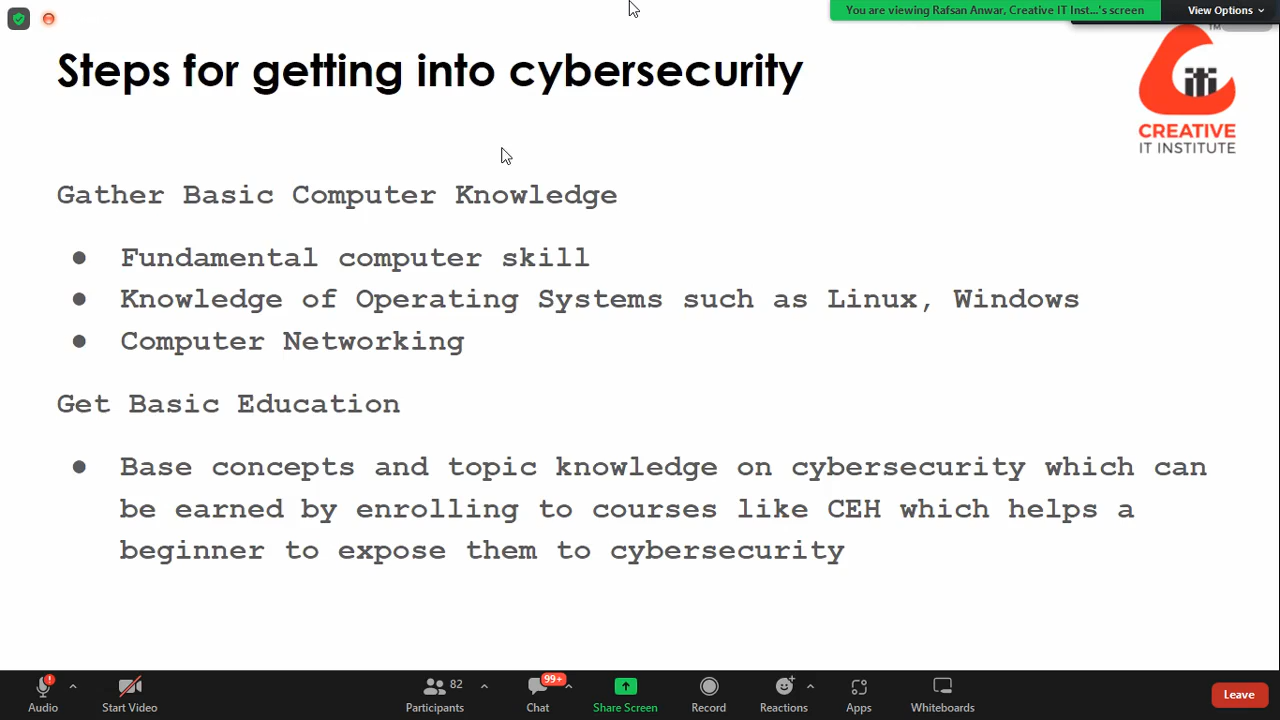 You are viewing Rafsan Anwar, Creative IT Inst...'s screen
View Options
Steps for getting into cybersecurity
TM
iti
CREATIVE
IT INSTITUTE
Gather Basic Computer Knowledge
● Fundamental computer skill
● Knowledge of Operating Systems such as Linux, Windows
● Computer Networking
Get Basic Education
● Base concepts and topic knowledge on cybersecurity which can
be earned by enrolling to courses like CEH which helps a
beginner to expose them to cybersecurity
! 82 99+
Audio Start Video Participants Chat Share Screen Record Reactions Apps Whiteboards Leave